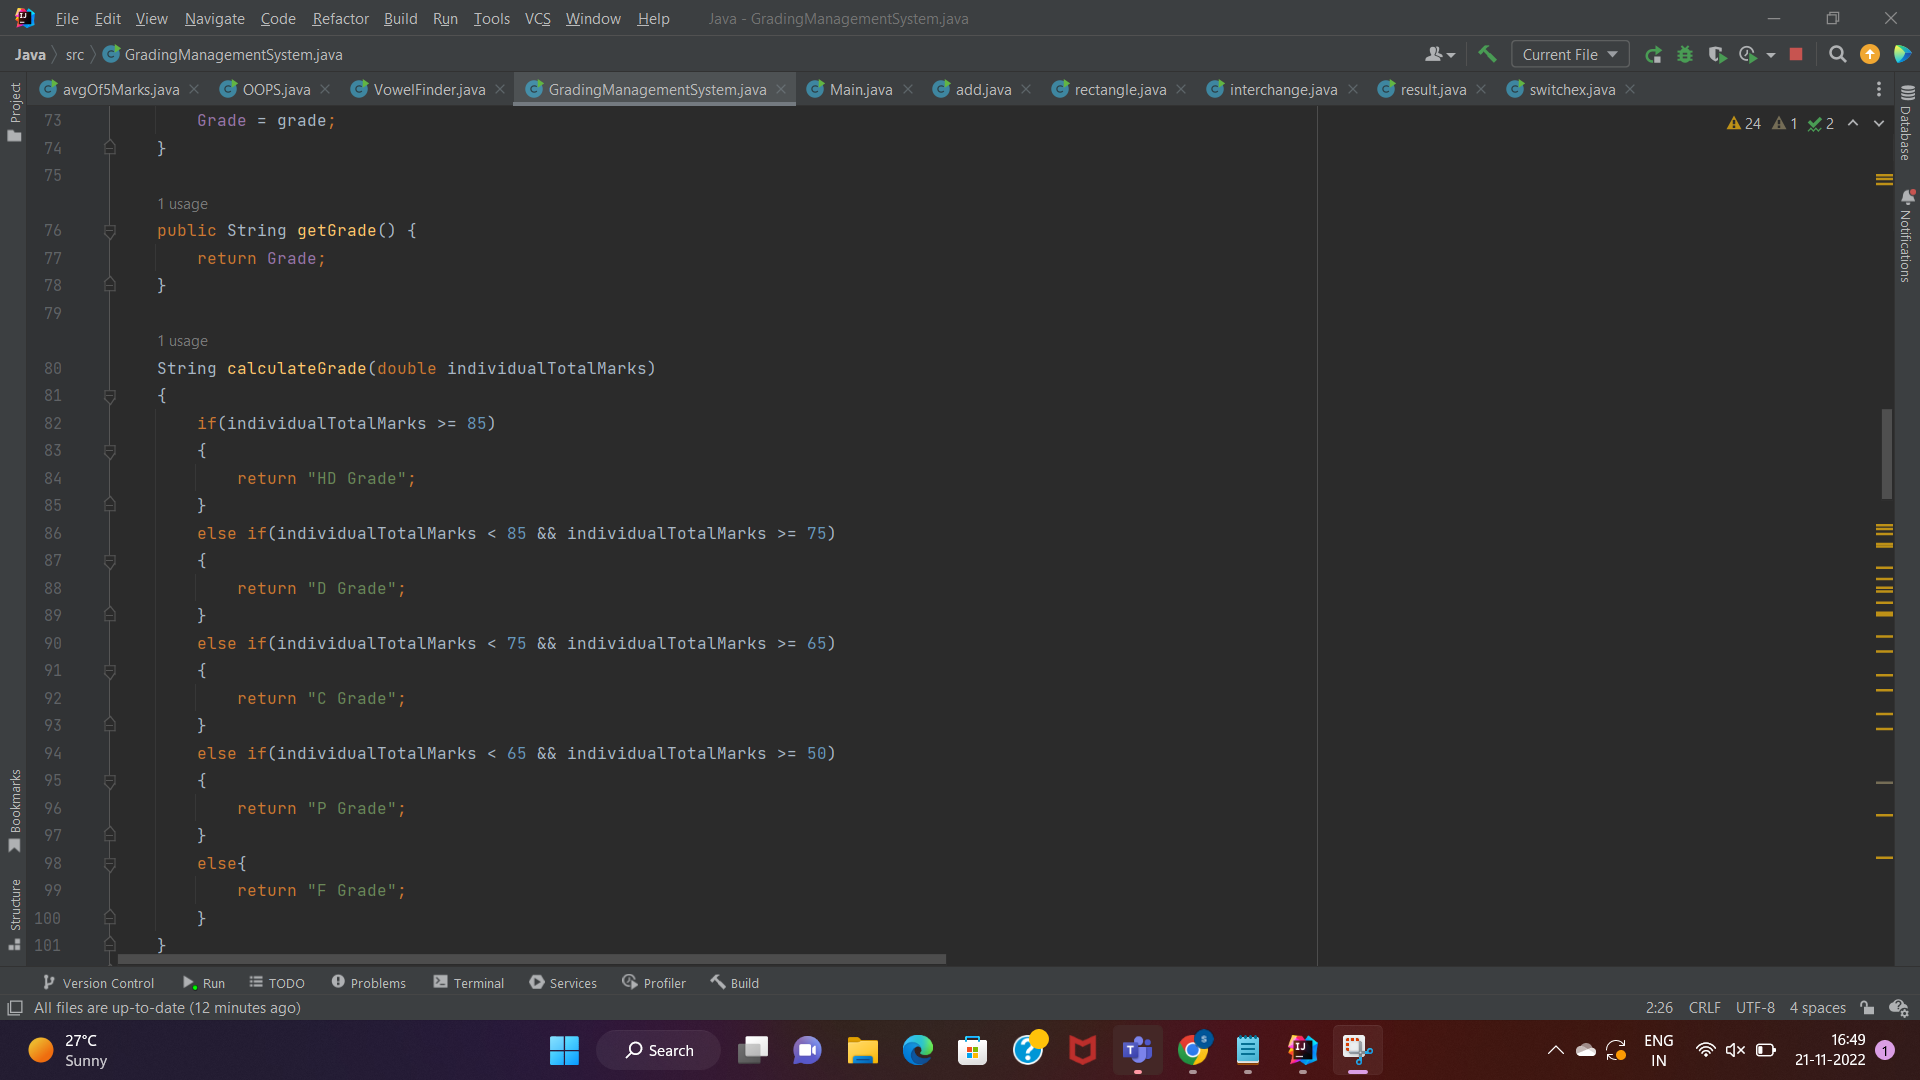 File Edit View Navigate Code Refactor Build Run Tools VCS Window Help Java - GradingManagementSystem.java
Java src GradingManagementSystem.java Current File
avgOf5Marks.java OOPS.java VowelFinder.java GradingManagementSystem.java Main.java add.java rectangle.java interchange.java result.java switchex.java
Project
Database
Notifications
24 1 2
73 Grade = grade;
74 }
75
1 usage
76 public String getGrade() {
77 return Grade;
78 }
79
1 usage
80 String calculateGrade(double individualTotalMarks)
81 {
82 if(individualTotalMarks >= 85)
83 {
84 return "HD Grade";
85 }
86 else if(individualTotalMarks < 85 && individualTotalMarks >= 75)
87 {
88 return "D Grade";
89 }
90 else if(individualTotalMarks < 75 && individualTotalMarks >= 65)
91 {
92 return "C Grade";
93 }
94 else if(individualTotalMarks < 65 && individualTotalMarks >= 50)
95 {
96 return "P Grade";
97 }
98 else{
99 return "F Grade";
100 }
101 }
Bookmarks
Structure
Version Control Run TODO Problems Terminal Services Profiler Build
All files are up-to-date (12 minutes ago) 2:26 CRLF UTF-8 4 spaces
27°C
Sunny
Search
ENG
IN
16:49
21-11-2022
1